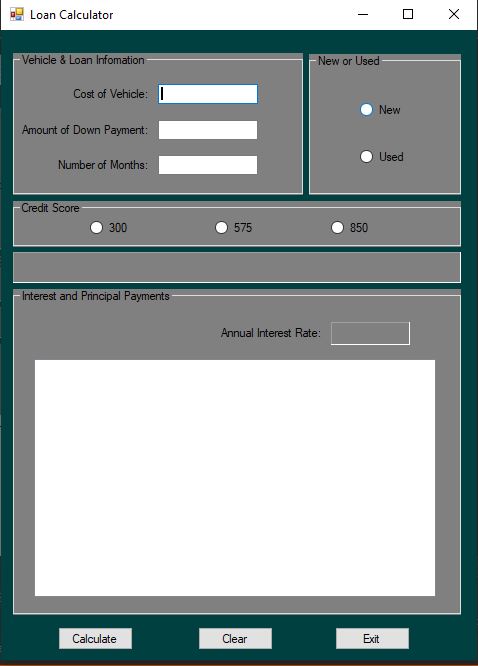 Loan Calculator
Vehicle & Loan Infomation
New or Used
Cost of Vehicle:
New
Amount of Down Payment:
Used
Number of Months:
Credit Score
300
575
850
Interest and Principal Payments
Annual Interest Rate:
Calculate
Clear
Exit